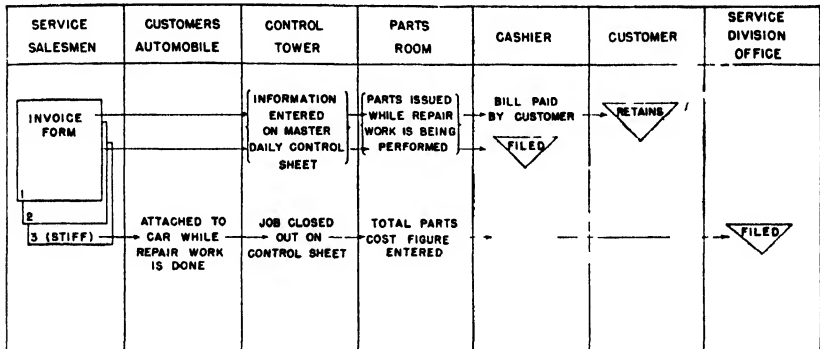 SERVICE
SALESMEN
CUSTOMERS
AUTOMOBILE
CONTROL
TOWER
PARTS
ROOM
CASHIER
CUSTOMER
SERVICE
DIVISION
OFFICE
INVOICE
FORM
1
2
3 (STIFF)
INFORMATION
ENTERED
ON MASTER
DAILY CONTROL
SHEET
PARTS ISSUED
WHILE REPAIR
WORK IS BEING
PERFORMED
BILL PAID
BY CUSTOMER
RETAINS
FILED
ATTACHED TO
CAR WHILE
REPAIR WORK
IS DONE
JOB CLOSED
OUT ON
CONTROL SHEET
TOTAL PARTS
COST FIGURE
ENTERED
FILED